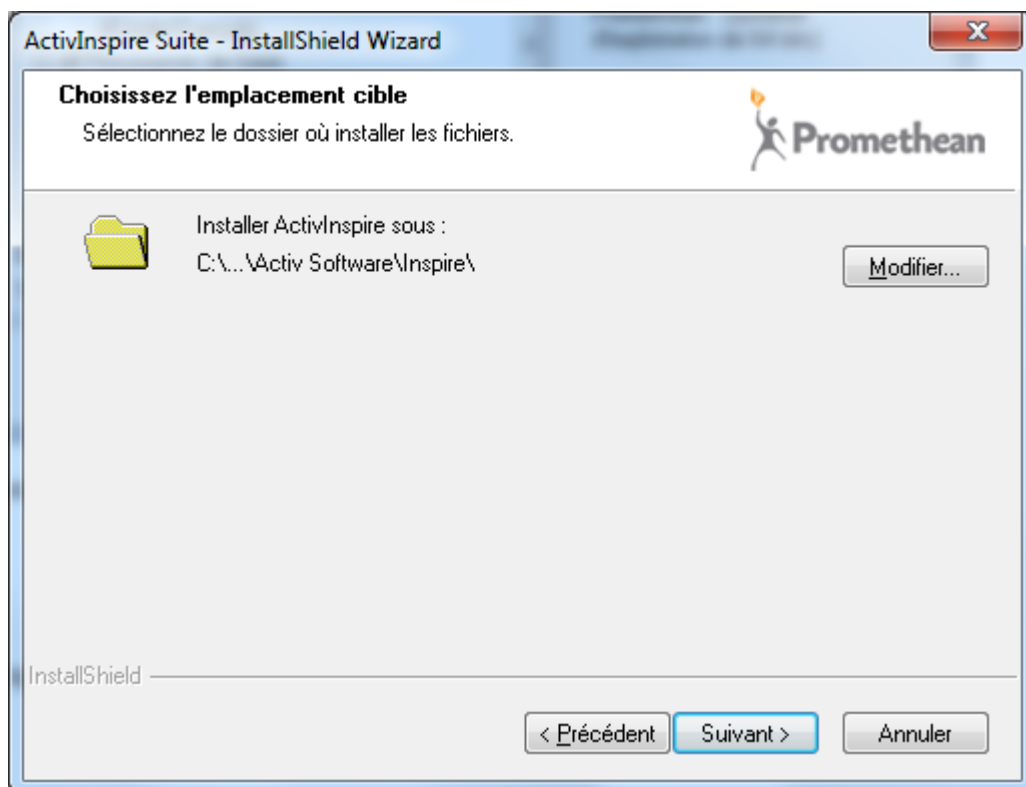 ActivInspire Suite - InstallShield Wizard
Choisissez l'emplacement cible
Sélectionnez le dossier où installer les fichiers.
Promethean
Installer ActivInspire sous :
C:\...\Activ Software\Inspire\
Modifier...
InstallShield
< Précédent
Suivant >
Annuler